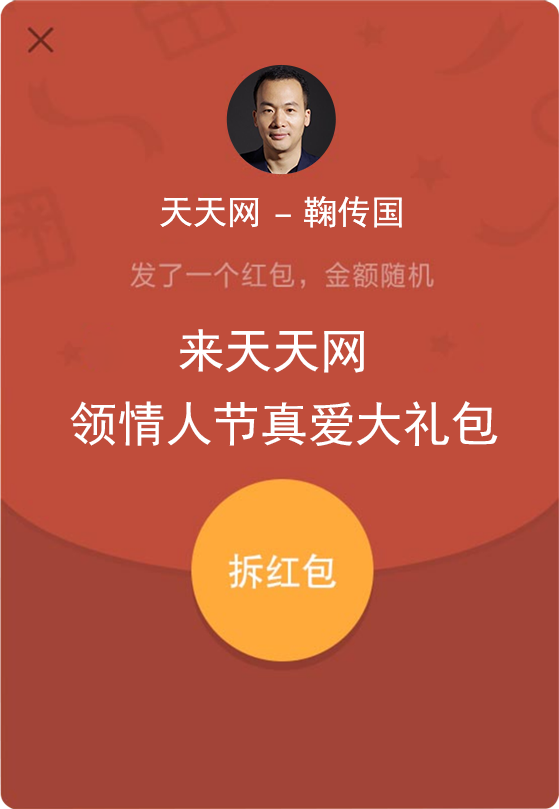 天天网 - 鞠传国
发了一个红包，金额随机
来天天网
领情人节真爱大礼包
拆红包